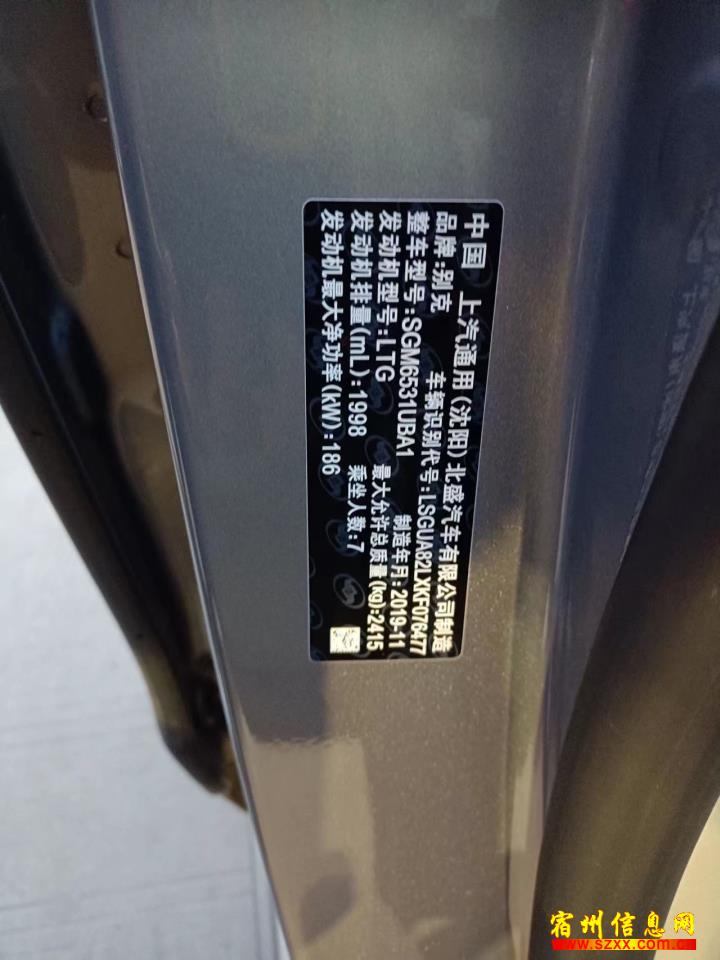 中国 上汽通用(沈阳)北盛汽车有限公司制造
品牌:别克 车辆识别代号:LSGUA82LXKF076477
整车型号:SGM6531UBA1 制造年月:2019-11
发动机型号:LTG 最大允许总质量(kg):2415
发动机排量(mL):1998 乘坐人数:7
发动机最大净功率(kW):186
宿州信息网
www.szxx.com.cn